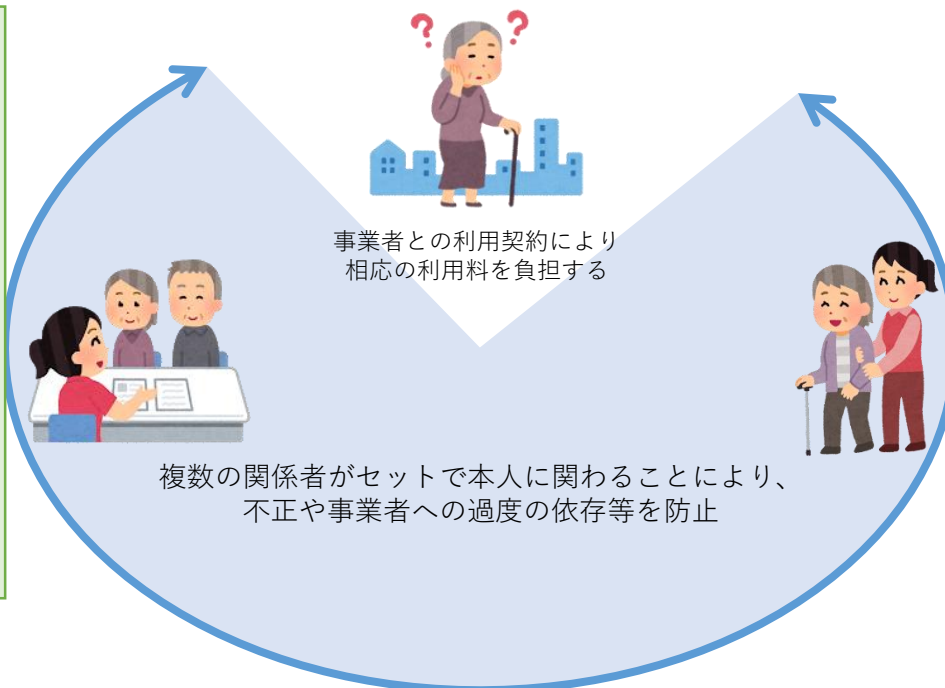 ? ?
事業者との利用契約により
相応の利用料を負担する
複数の関係者がセットで本人に関わることにより、
不正や事業者への過度の依存等を防止